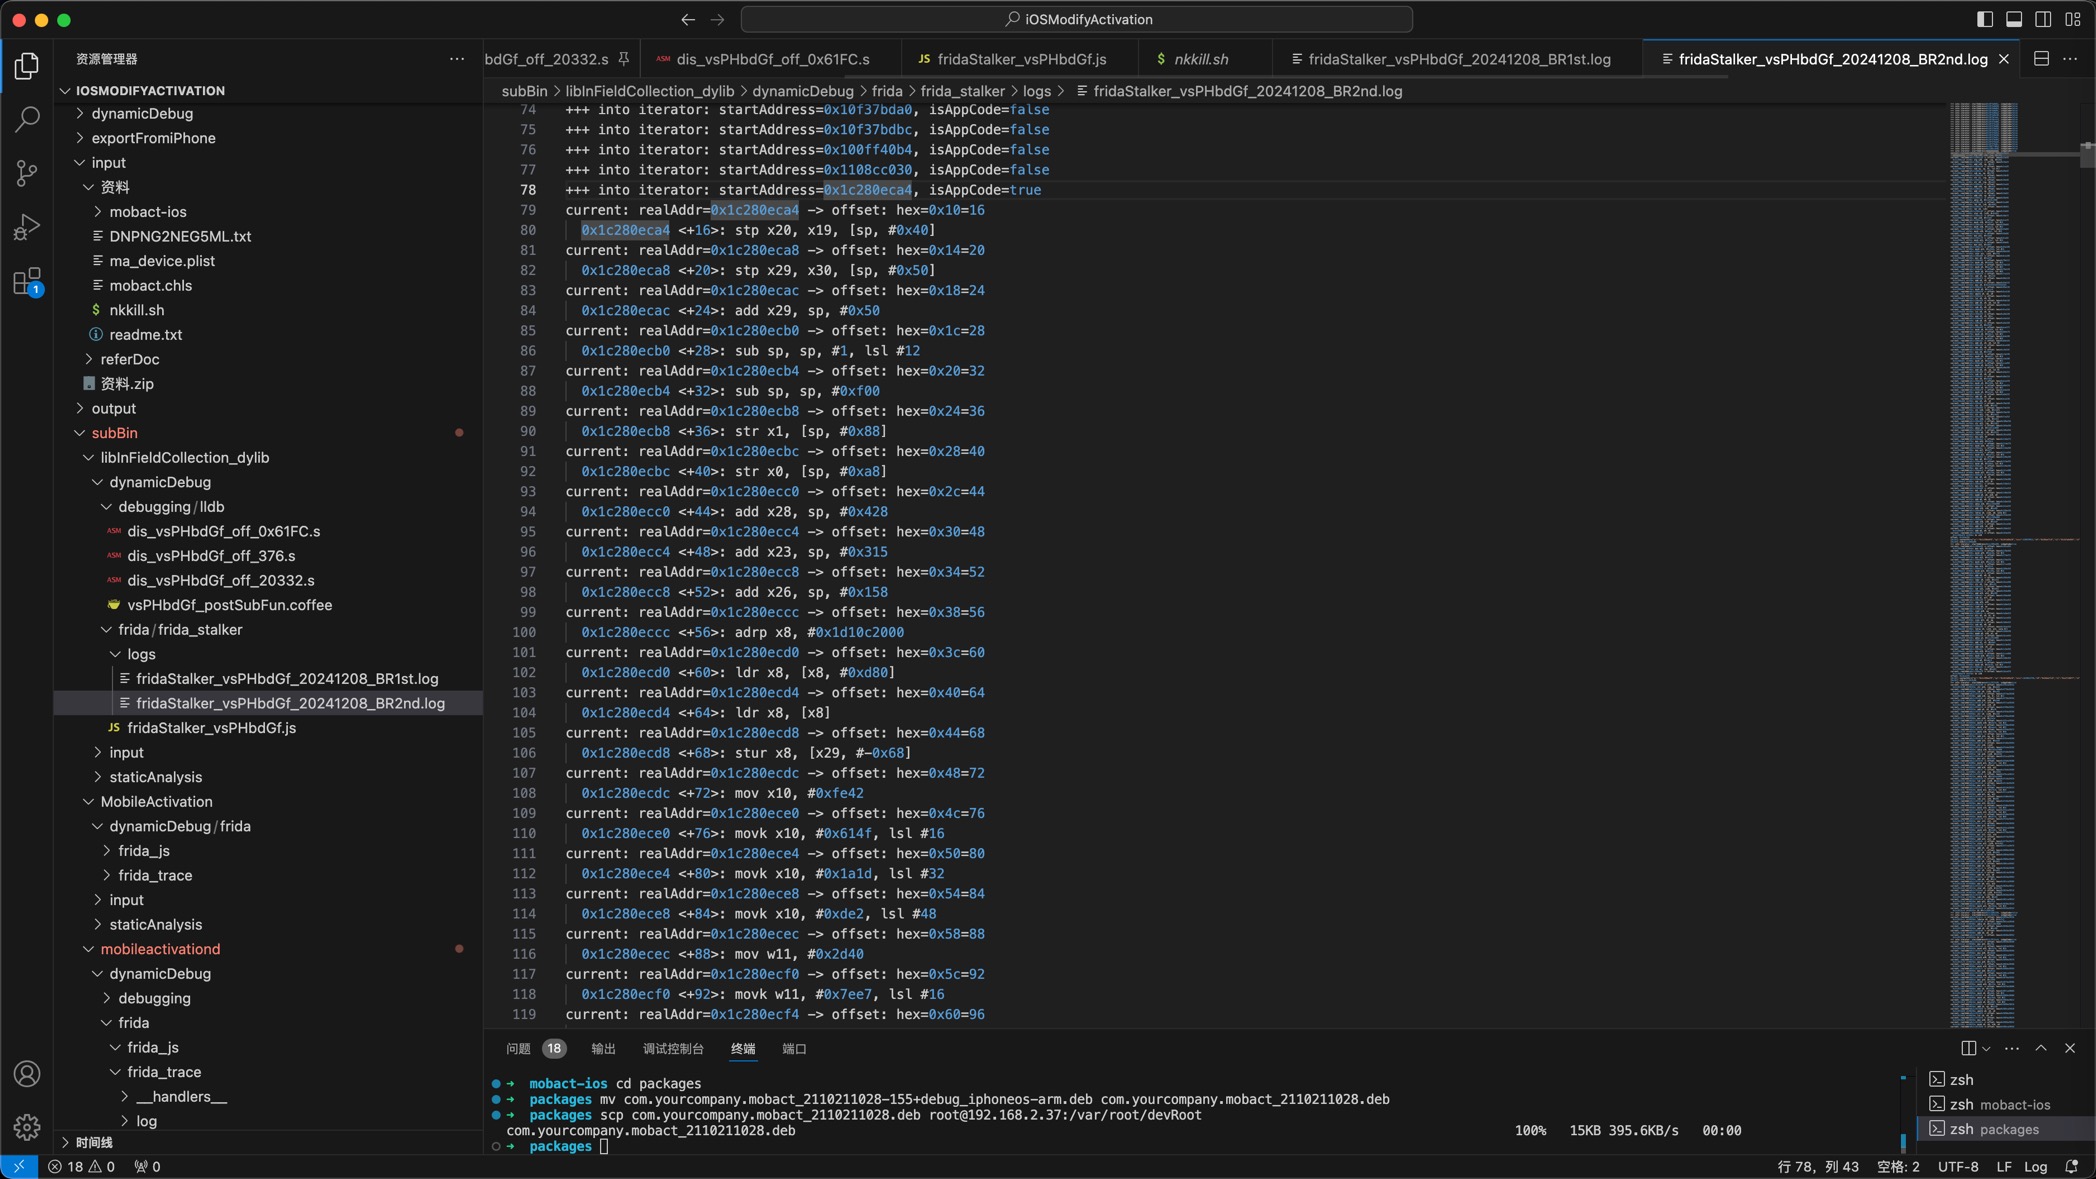 iOSModifyActivation
资源管理器
bdGf_off_20332.s
dis_vsPHbdGf_off_0x61FC.s
fridaStalker_vsPHbdGf.js
nkkill.sh
fridaStalker_vsPHbdGf_20241208_BR1st.log
fridaStalker_vsPHbdGf_20241208_BR2nd.log
subBin > libInFieldCollection_dylib > dynamicDebug > frida > frida_stalker > logs > fridaStalker_vsPHbdGf_20241208_BR2nd.log
IOSMODIFYACTIVATION
dynamicDebug
exportFromiPhone
input
资料
mobact-ios
DNPNG2NEG5ML.txt
ma_device.plist
mobact.chls
nkkill.sh
readme.txt
referDoc
资料.zip
output
subBin
libInFieldCollection_dylib
dynamicDebug
debugging/lldb
dis_vsPHbdGf_off_0x61FC.s
dis_vsPHbdGf_off_376.s
dis_vsPHbdGf_off_20332.s
vsPHbdGf_postSubFun.coffee
frida/frida_stalker
logs
fridaStalker_vsPHbdGf_20241208_BR1st.log
fridaStalker_vsPHbdGf_20241208_BR2nd.log
fridaStalker_vsPHbdGf.js
input
staticAnalysis
MobileActivation
dynamicDebug/frida
frida_js
frida_trace
input
staticAnalysis
mobileactivationd
dynamicDebug
debugging
frida
frida_js
frida_trace
__handlers__
log
时间线
74 +++ into iterator: startAddress=0x10f37bda0, isAppCode=false
75 +++ into iterator: startAddress=0x10f37bdbc, isAppCode=false
76 +++ into iterator: startAddress=0x100ff40b4, isAppCode=false
77 +++ into iterator: startAddress=0x1108cc030, isAppCode=false
78 +++ into iterator: startAddress=0x1c280eca4, isAppCode=true
79 current: realAddr=0x1c280eca4 -> offset: hex=0x10=16
80 0x1c280eca4 <+16>: stp x20, x19, [sp, #0x40]
81 current: realAddr=0x1c280eca8 -> offset: hex=0x14=20
82 0x1c280eca8 <+20>: stp x29, x30, [sp, #0x50]
83 current: realAddr=0x1c280ecac -> offset: hex=0x18=24
84 0x1c280ecac <+24>: add x29, sp, #0x50
85 current: realAddr=0x1c280ecb0 -> offset: hex=0x1c=28
86 0x1c280ecb0 <+28>: sub sp, sp, #1, lsl #12
87 current: realAddr=0x1c280ecb4 -> offset: hex=0x20=32
88 0x1c280ecb4 <+32>: sub sp, sp, #0xf00
89 current: realAddr=0x1c280ecb8 -> offset: hex=0x24=36
90 0x1c280ecb8 <+36>: str x1, [sp, #0x88]
91 current: realAddr=0x1c280ecbc -> offset: hex=0x28=40
92 0x1c280ecbc <+40>: str x0, [sp, #0xa8]
93 current: realAddr=0x1c280ecc0 -> offset: hex=0x2c=44
94 0x1c280ecc0 <+44>: add x28, sp, #0x428
95 current: realAddr=0x1c280ecc4 -> offset: hex=0x30=48
96 0x1c280ecc4 <+48>: add x23, sp, #0x315
97 current: realAddr=0x1c280ecc8 -> offset: hex=0x34=52
98 0x1c280ecc8 <+52>: add x26, sp, #0x158
99 current: realAddr=0x1c280eccc -> offset: hex=0x38=56
100 0x1c280eccc <+56>: adrp x8, #0x1d10c2000
101 current: realAddr=0x1c280ecd0 -> offset: hex=0x3c=60
102 0x1c280ecd0 <+60>: ldr x8, [x8, #0xd80]
103 current: realAddr=0x1c280ecd4 -> offset: hex=0x40=64
104 0x1c280ecd4 <+64>: ldr x8, [x8]
105 current: realAddr=0x1c280ecd8 -> offset: hex=0x44=68
106 0x1c280ecd8 <+68>: stur x8, [x29, #-0x68]
107 current: realAddr=0x1c280ecdc -> offset: hex=0x48=72
108 0x1c280ecdc <+72>: mov x10, #0xfe42
109 current: realAddr=0x1c280ece0 -> offset: hex=0x4c=76
110 0x1c280ece0 <+76>: movk x10, #0x614f, lsl #16
111 current: realAddr=0x1c280ece4 -> offset: hex=0x50=80
112 0x1c280ece4 <+80>: movk x10, #0x1a1d, lsl #32
113 current: realAddr=0x1c280ece8 -> offset: hex=0x54=84
114 0x1c280ece8 <+84>: movk x10, #0xde2, lsl #48
115 current: realAddr=0x1c280ecec -> offset: hex=0x58=88
116 0x1c280ecec <+88>: mov w11, #0x2d40
117 current: realAddr=0x1c280ecf0 -> offset: hex=0x5c=92
118 0x1c280ecf0 <+92>: movk w11, #0x7ee7, lsl #16
119 current: realAddr=0x1c280ecf4 -> offset: hex=0x60=96
问题 18 输出 调试控制台 终端 端口
mobact-ios cd packages
packages mv com.yourcompany.mobact_2110211028-155+debug_iphoneos-arm.deb com.yourcompany.mobact_2110211028.deb
packages scp com.yourcompany.mobact_2110211028.deb root@192.168.2.37:/var/root/devRoot
com.yourcompany.mobact_2110211028.deb 100% 15KB 395.6KB/s 00:00
packages
zsh
zsh mobact-ios
zsh packages
18 0 0
行 78，列 43 空格: 2 UTF-8 LF Log